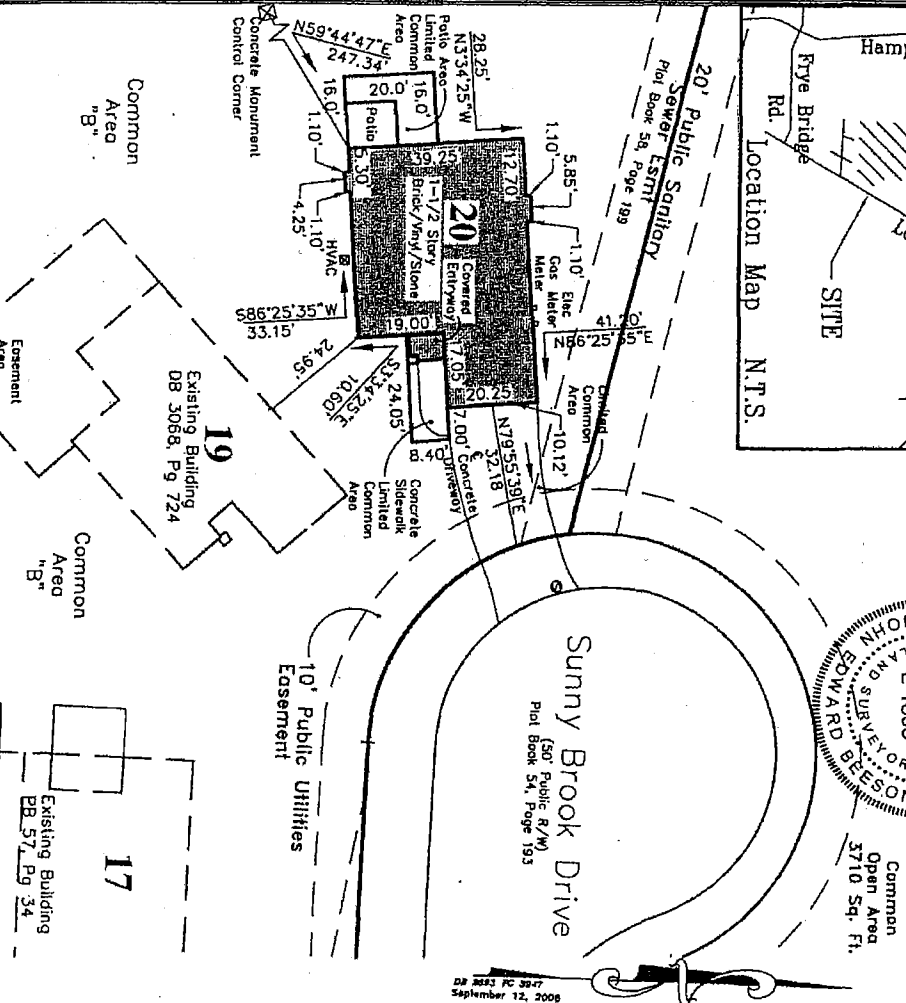 Hamp
Frye Bridge
Rd.
SITE
Location Map N.T.S.
20' Public Sanitary
Sewer Esmt
Plat Book 58, Page 199
28.25'
N3°34'25"W
Patio Area
Limited
Common
Area
N59°44'47"E
247.34'
Concrete Monument
Control Corner
16.0'
20.0'
Patio
16.0'
1.10'
5.30'
4.25'
1.10'
39.25
12.70'
1.10'
5.85'
1.10'
Gas Meter
Elec
Meter
41.20'
N86°25'35"E
20
1-1/2 Story
Brick/Vinyl/Stone
Covered
Entryway
HVAC
S86°25'35"W
33.15'
19.00'
17.05
20.25
S3°34'25"E
10.60'
24.05'
24.95'
8.40'
7.00'
Concrete
Driveway
N79°55'39"E
32.18
10.12'
Limited
Common
Area
Concrete
Sidewalk
Limited
Common
Area
Common
Area
"B"
19
Existing Building
DB 3068, Pg 724
Easement
Area
Common
Area
"B"
10' Public Utilities
Easement
Sunny Brook Drive
(50' Public R/W)
Plat Book 54, Page 193
JOHN EDWARD BEESON
LAND SURVEYOR
Common
Open Area
3710 Sq. Ft.
17
Existing Building
PB 57, Pg 34
September 12, 2006